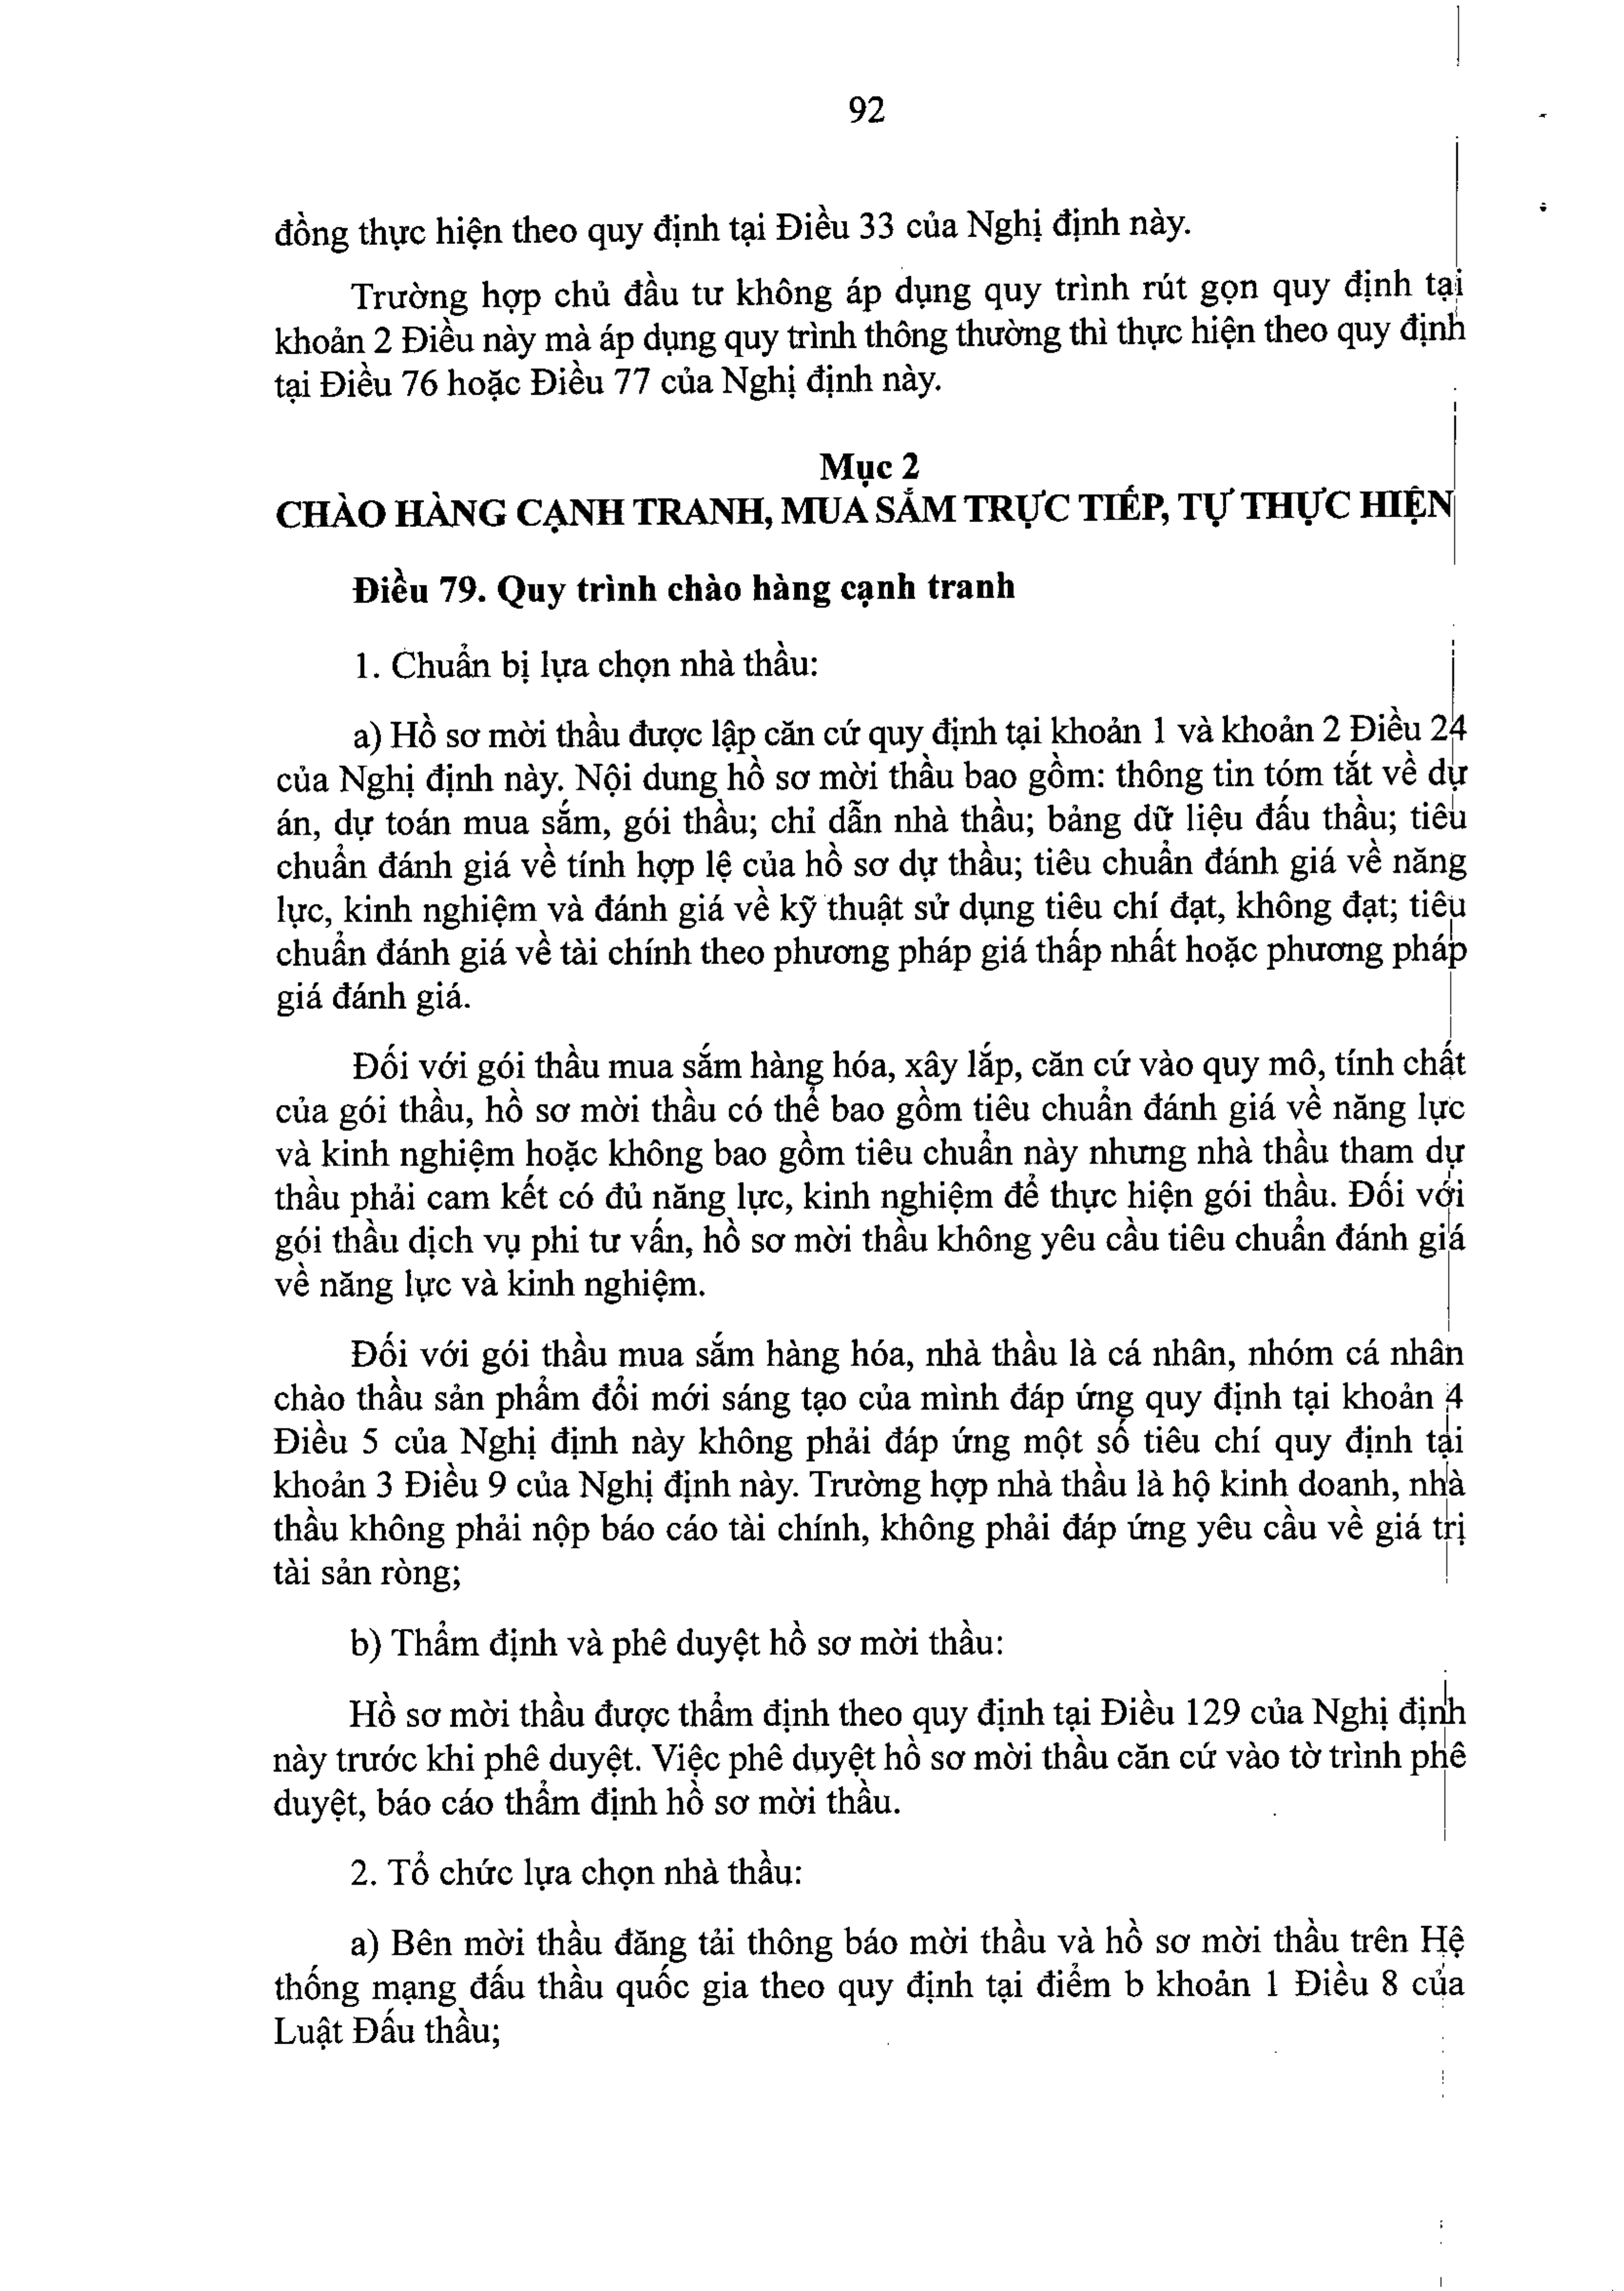 92
đồng thực hiện theo quy định tại Điều 33 của Nghị định này.
Trường hợp chủ đầu tư không áp dụng quy trình rút gọn quy định tại
khoản 2 Điều này mà áp dụng quy trình thông thường thì thực hiện theo quy định
tại Điều 76 hoặc Điều 77 của Nghị định này.
Mục 2
CHÀO HÀNG CẠNH TRANH, MUA SẮM TRỰC TIẾP, TỰ THỰC HIỆN
Điều 79. Quy trình chào hàng cạnh tranh
1. Chuẩn bị lựa chọn nhà thầu:
a) Hồ sơ mời thầu được lập căn cứ quy định tại khoản 1 và khoản 2 Điều 24
của Nghị định này. Nội dung hồ sơ mời thầu bao gồm: thông tin tóm tắt về dự
án, dự toán mua sắm, gói thầu; chỉ dẫn nhà thầu; bảng dữ liệu đấu thầu; tiêu
chuẩn đánh giá về tính hợp lệ của hồ sơ dự thầu; tiêu chuẩn đánh giá về năng
lực, kinh nghiệm và đánh giá về kỹ thuật sử dụng tiêu chí đạt, không đạt; tiêu
chuẩn đánh giá về tài chính theo phương pháp giá thấp nhất hoặc phương pháp
giá đánh giá.
Đối với gói thầu mua sắm hàng hóa, xây lắp, căn cứ vào quy mô, tính chất
của gói thầu, hồ sơ mời thầu có thể bao gồm tiêu chuẩn đánh giá về năng lực
và kinh nghiệm hoặc không bao gồm tiêu chuẩn này nhưng nhà thầu tham dự
thầu phải cam kết có đủ năng lực, kinh nghiệm để thực hiện gói thầu. Đối với
gói thầu dịch vụ phi tư vấn, hồ sơ mời thầu không yêu cầu tiêu chuẩn đánh giá
về năng lực và kinh nghiệm.
Đối với gói thầu mua sắm hàng hóa, nhà thầu là cá nhân, nhóm cá nhân
chào thầu sản phẩm đổi mới sáng tạo của mình đáp ứng quy định tại khoản 4
Điều 5 của Nghị định này không phải đáp ứng một số tiêu chí quy định tại
khoản 3 Điều 9 của Nghị định này. Trường hợp nhà thầu là hộ kinh doanh, nhà
thầu không phải nộp báo cáo tài chính, không phải đáp ứng yêu cầu về giá trị
tài sản ròng;
b) Thẩm định và phê duyệt hồ sơ mời thầu:
Hồ sơ mời thầu được thẩm định theo quy định tại Điều 129 của Nghị định
này trước khi phê duyệt. Việc phê duyệt hồ sơ mời thầu căn cứ vào tờ trình phê
duyệt, báo cáo thẩm định hồ sơ mời thầu.
2. Tổ chức lựa chọn nhà thầu:
a) Bên mời thầu đăng tải thông báo mời thầu và hồ sơ mời thầu trên Hệ
thống mạng đấu thầu quốc gia theo quy định tại điểm b khoản 1 Điều 8 của
Luật Đấu thầu;